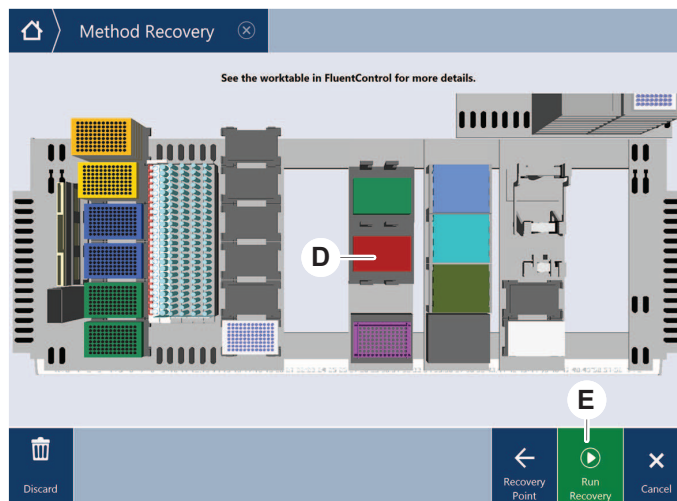 Method Recovery
See the worktable in FluentControl for more details.
D
E
Discard
Recovery
Point
Run
Recovery
Cancel